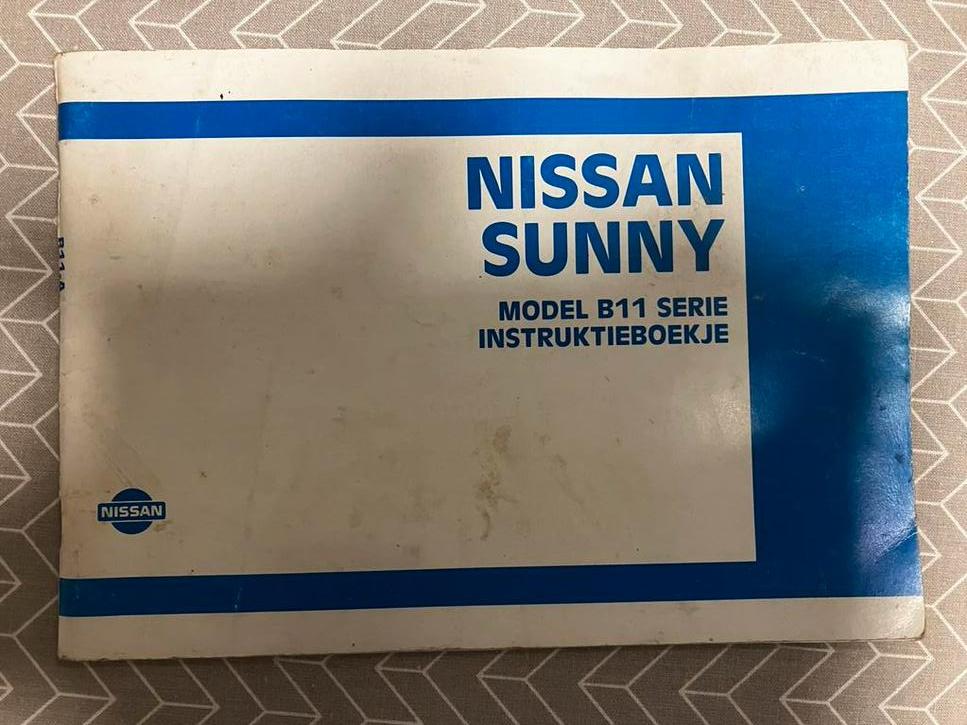 NISSAN
SUNNY
MODEL B11 SERIE
INSTRUKTIEBOEKJE
NISSAN